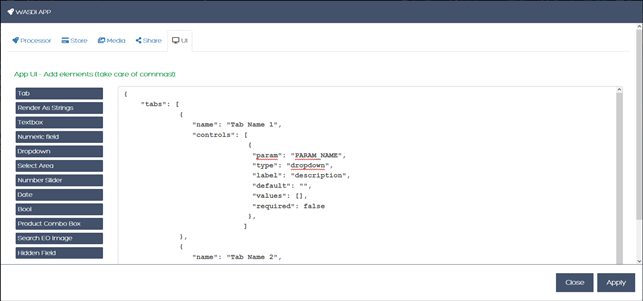 WASDI APP
Processor Store Media Share UI
App UI - Add elements (take care of commas!)
Tab
Render As Strings
Textbox
Numeric field
Dropdown
Select Area
Number Slider
Date
Bool
Product Combo Box
Search EO Image
Hidden Field
{
"tabs": [
{
"name": "Tab Name 1",
"controls": [
{
"param": "PARAM_NAME",
"type": "dropdown",
"label": "description",
"default": "",
"values": [],
"required": false
},
]
},
{
"name": "Tab Name 2",
Close Apply